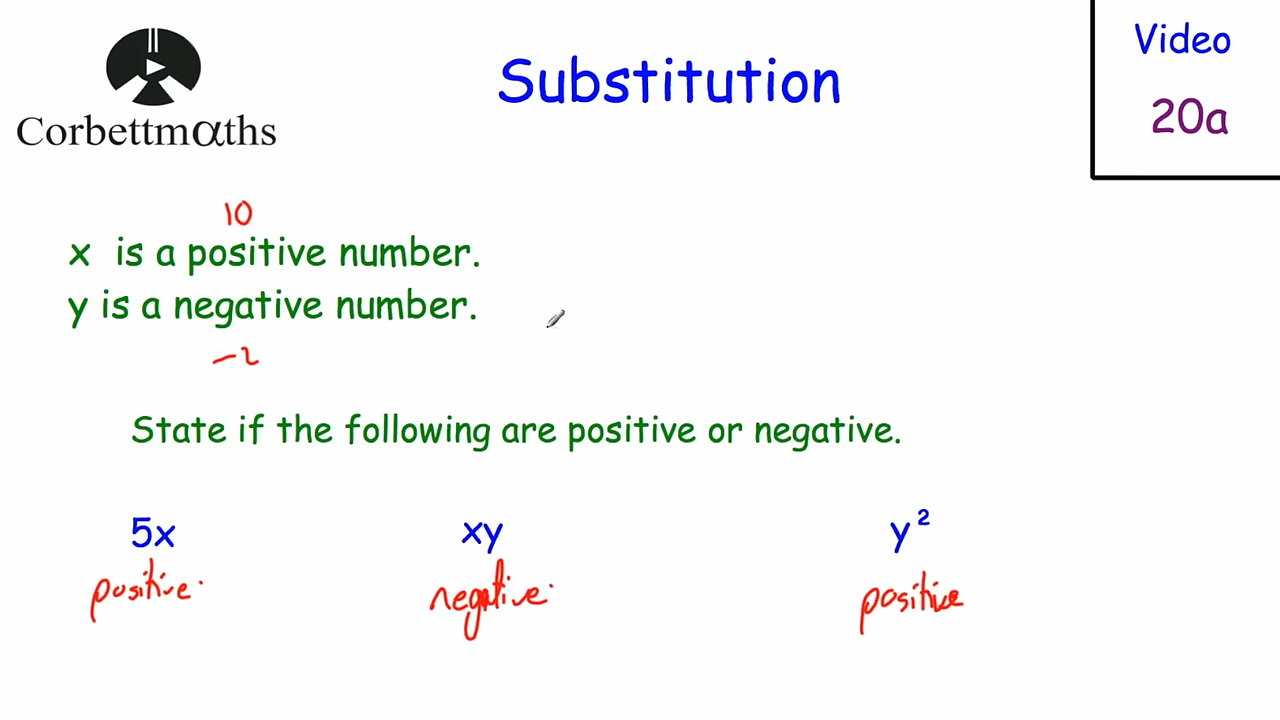 Corbettmαths
Substitution
Video
20a
10
x is a positive number.
y is a negative number.
-2
State if the following are positive or negative.
5x xy y²
positive. negative. positive